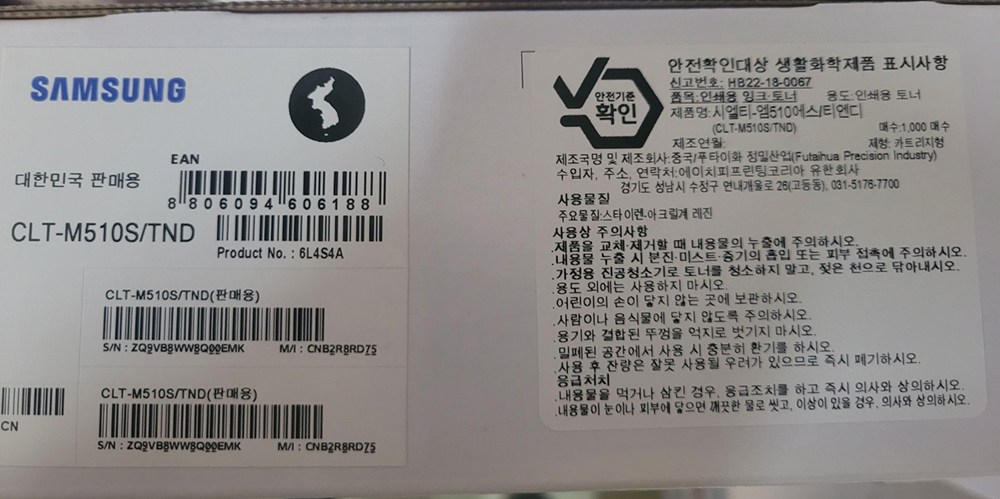 SAMSUNG
EAN
대한민국 판매용
8 806094 606188
CLT-M510S/TND
Product No. : 6L4S4A
CLT-M510S/TND(판매용)
S/N : ZQ9VB8WW8Q00EMK M/I : CNB2R8RD75
CLT-M510S/TND(판매용)
S/N : ZQ9VB8WW8Q00EMK M/I : CNB2R8RD75
CN
안전기준
확인
안전확인대상 생활화학제품 표시사항
신고번호: HB22-18-0067
품목:인쇄용 잉크·토너 용도:인쇄용 토너
제품명:시엘티-엠510에스/티앤디
(CLT-M510S/TND) 매수:1,000 매수
제조연월: 제형: 카트리지형
제조국명 및 제조회사:중국/푸타이화 정밀산업(Futaihua Precision Industry)
수입자, 주소, 연락처:에이치피프린팅코리아 유한회사
경기도 성남시 수정구 연내개울로 26(고등동), 031-5176-7700
사용물질
주요물질:스타이렌-아크릴계 레진
사용상 주의사항
.제품을 교체·제거할 때 내용물의 누출에 주의하시오.
.내용물 누출 시 분진·미스트·증기의 흡입 또는 피부 접촉에 주의하시오.
.가정용 진공청소기로 토너를 청소하지 말고, 젖은 천으로 닦아내시오.
.용도 외에는 사용하지 마시오.
.어린이의 손이 닿지 않는 곳에 보관하시오.
.사람이나 음식물에 닿지 않도록 주의하시오.
.용기와 결합된 뚜껑을 억지로 벗기지 마시오.
.밀폐된 공간에서 사용 시 충분히 환기를 하시오.
.사용 후 잔량은 잘못 사용될 우려가 있으므로 즉시 폐기하시오.
응급처치
.내용물을 먹거나 삼킨 경우, 응급조치를 하고 즉시 의사와 상의하시오.
.내용물이 눈이나 피부에 닿으면 깨끗한 물로 씻고, 이상이 있을 경우, 의사와 상의하시오.